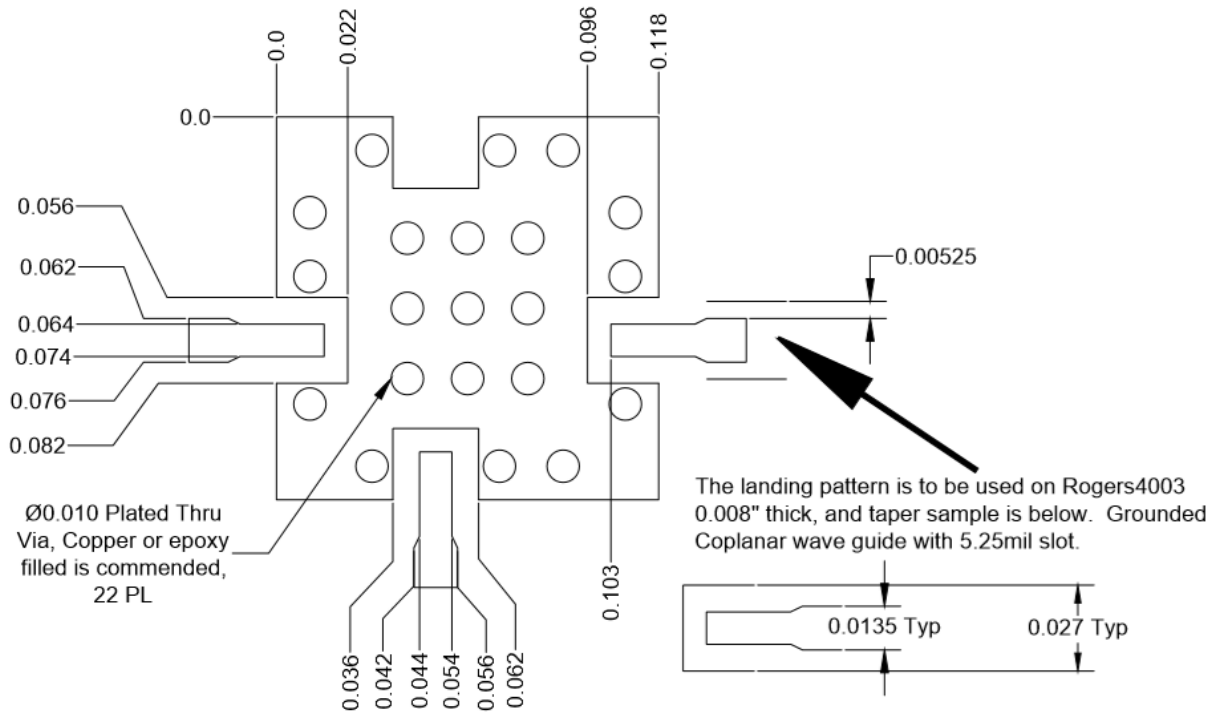 0.0
0.022
0.096
0.118
0.0
0.056
0.062
0.064
0.074
0.076
0.082
0.00525
Ø0.010 Plated Thru
Via, Copper or epoxy
filled is commended,
22 PL
0.036
0.042
0.044
0.054
0.056
0.062
0.103
The landing pattern is to be used on Rogers4003
0.008" thick, and taper sample is below. Grounded
Coplanar wave guide with 5.25mil slot.
0.0135 Typ
0.027 Typ